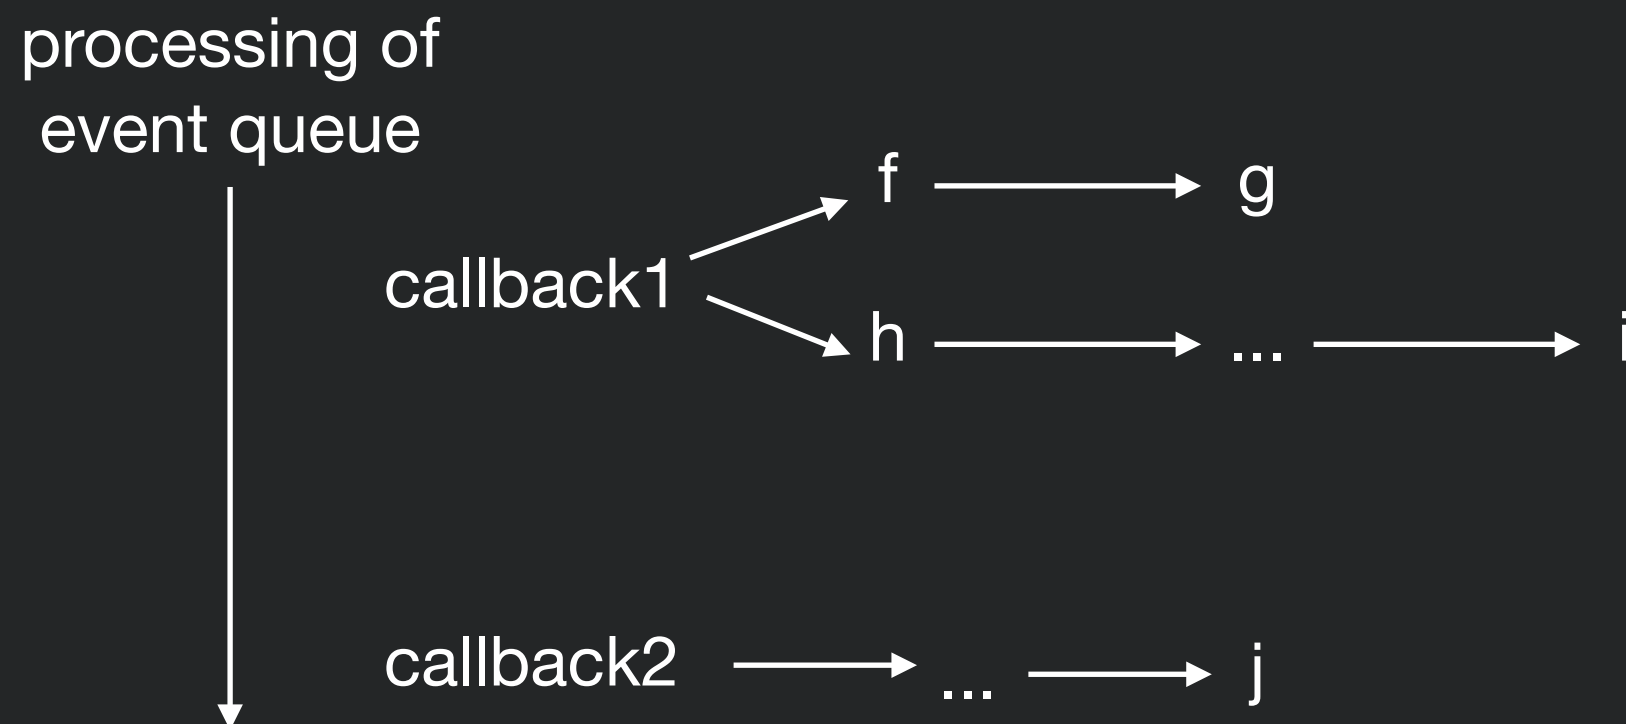 processing of
event queue
f
g
callback1
h
...
i
callback2
...
j